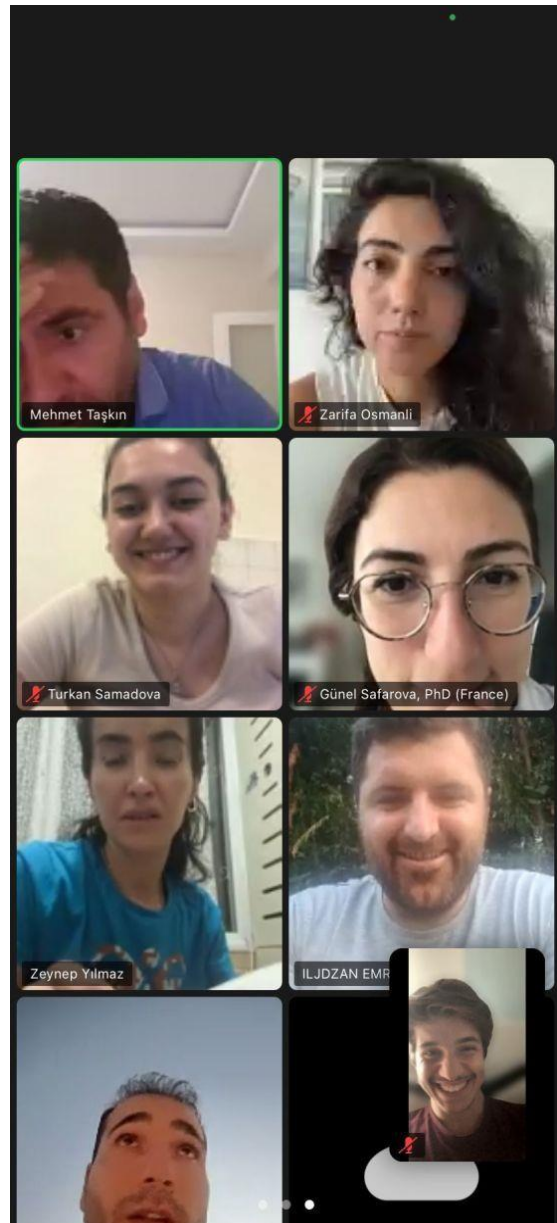 Mehmet Taşkın
Zarifa Osmanli
Turkan Samadova
Günel Safarova, PhD (France)
Zeynep Yılmaz
ILJDZAN EMR